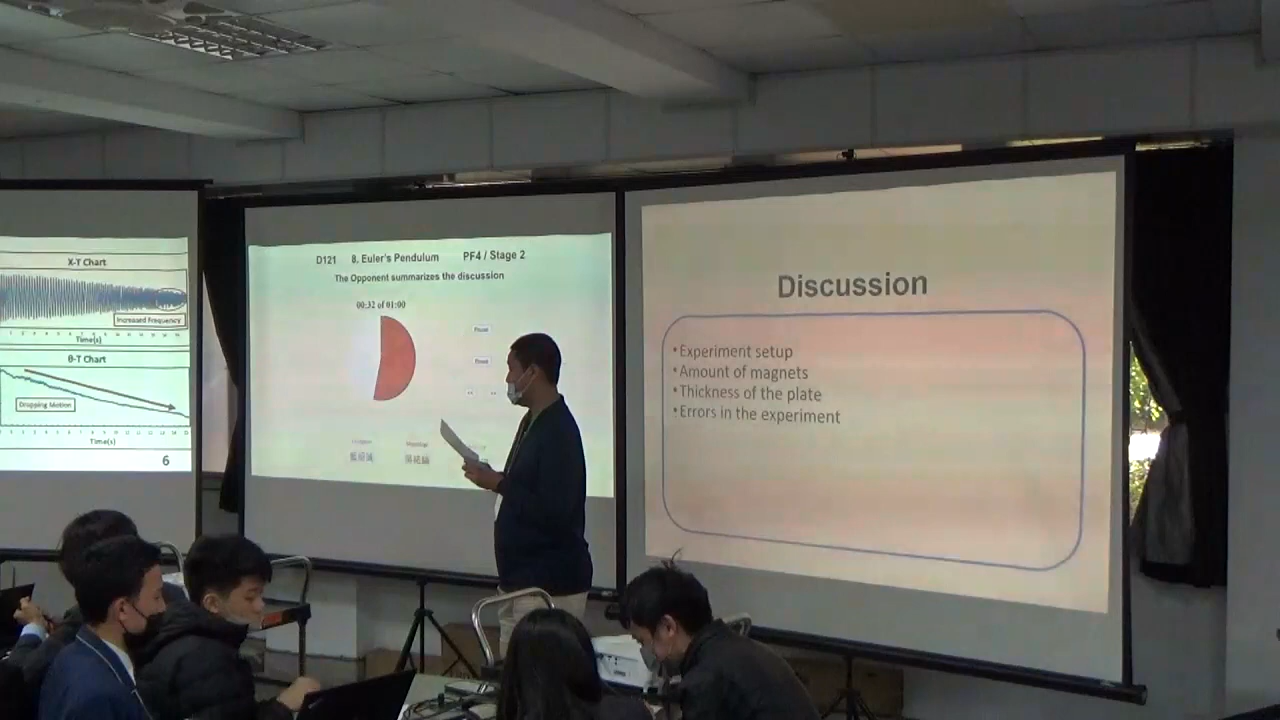 X-T Chart
Increased Frequency
Time(s)
θ-T Chart
Dropping Motion
Time(s)
6
D121 8. Euler's Pendulum PF4 / Stage 2
The Opponent summarizes the discussion
00:32 of 01:00
Discussion
•Experiment setup
•Amount of magnets
•Thickness of the plate
•Errors in the experiment